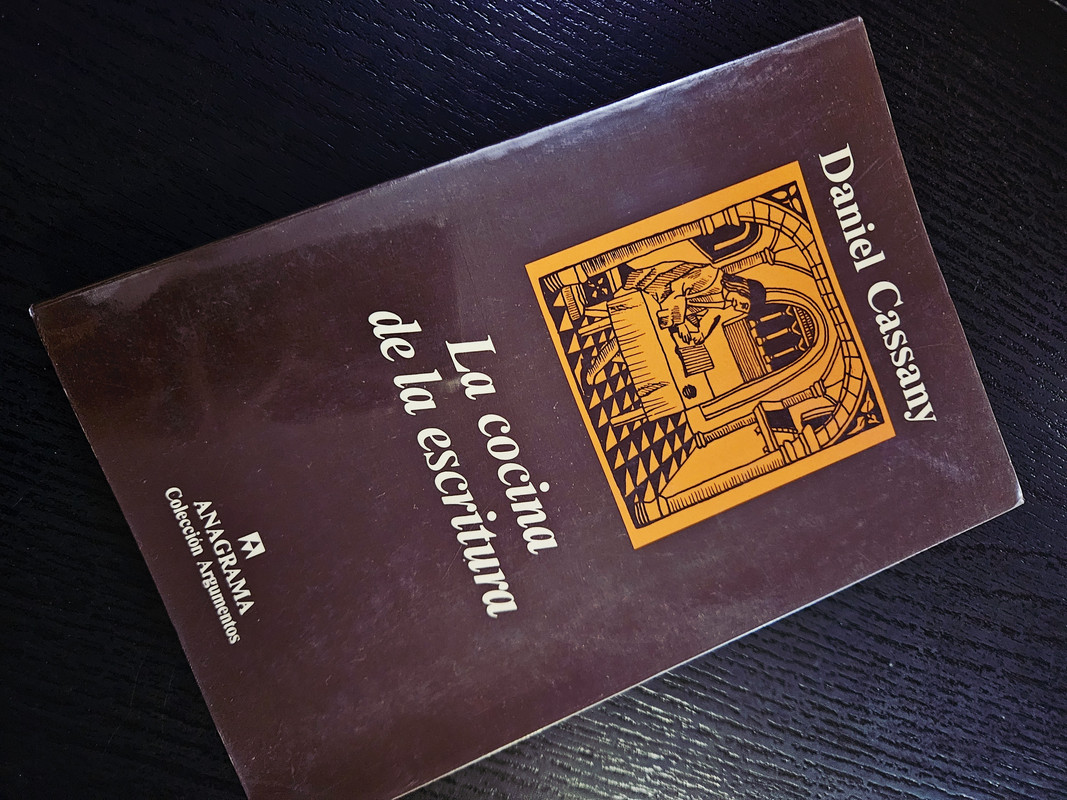 Daniel Cassany
La cocina
de la escritura
ANAGRAMA
Colección Argumentos